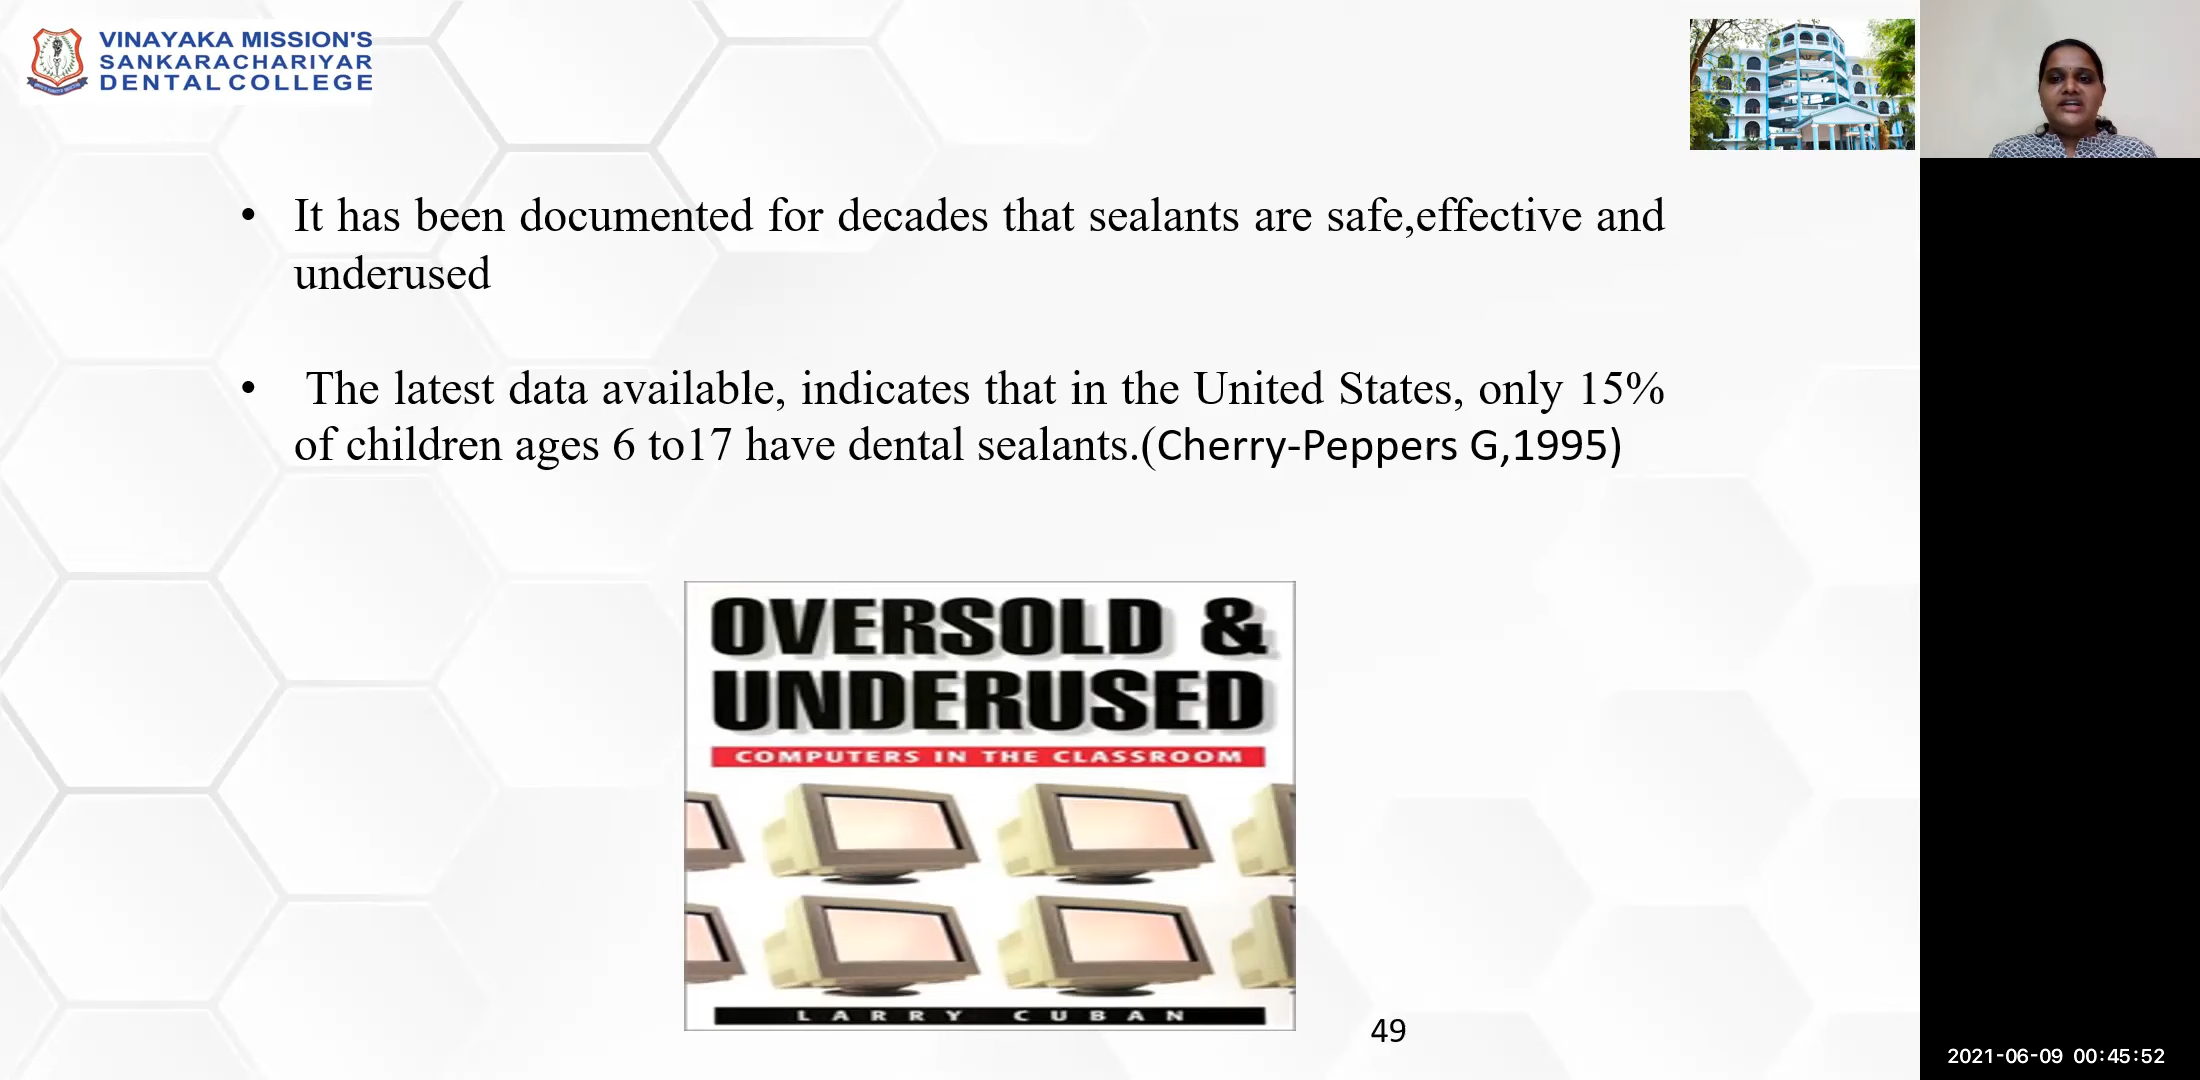 VINAYAKA MISSION'S
SANKARACHARIYAR
DENTAL COLLEGE
• It has been documented for decades that sealants are safe,effective and
underused
• The latest data available, indicates that in the United States, only 15%
of children ages 6 to17 have dental sealants.(Cherry-Peppers G,1995)
OVERSOLD &
UNDERUSED
COMPUTERS IN THE CLASSROOM
LARRY CUBAN
49
2021-06-09 00:45:52